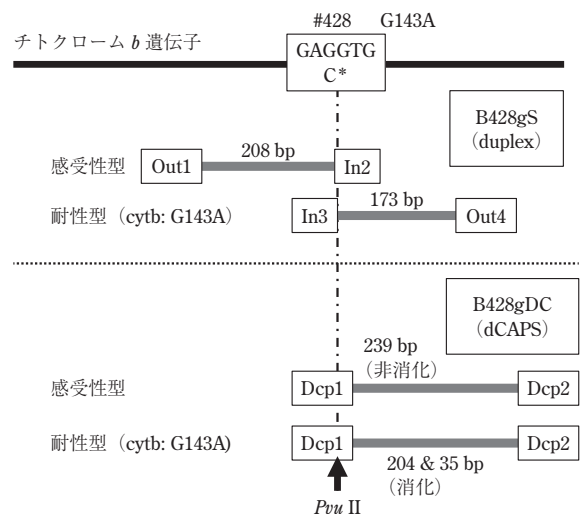 #428 G143A
チトクローム b 遺伝子
GAGGTG
C*
B428gS
(duplex)
208 bp
感受性型
Out1
In2
173 bp
耐性型（cytb: G143A）
In3
Out4
B428gDC
(dCAPS)
239 bp
（非消化）
感受性型
Dcp1
Dcp2
耐性型 (cytb: G143A)
Dcp1
Dcp2
204 & 35 bp
（消化）
Pvu II